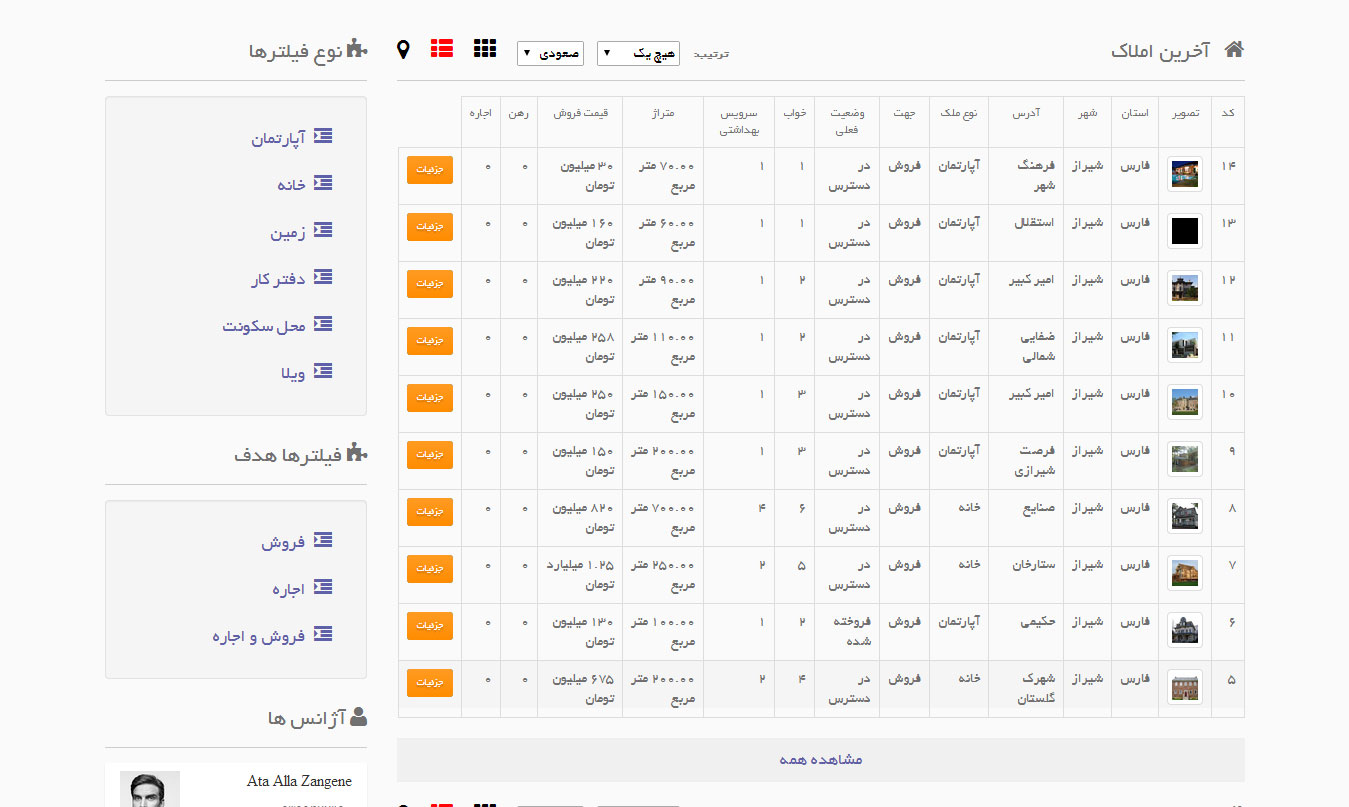 آخرین املاک
ترتیب: هیچ یک صعودی
کد تصویر استان شهر آدرس نوع ملک جهت وضعیت فعلی خواب سرویس بهداشتی متراژ قیمت فروش رهن اجاره
۱۴ فارس شیراز فرهنگ شهر آپارتمان فروش در دسترس ۱ ۱ ۷۰.۰۰ متر مربع ۳۰ میلیون تومان ۰ ۰ جزئیات
۱۳ فارس شیراز استقلال آپارتمان فروش در دسترس ۱ ۱ ۶۰.۰۰ متر مربع ۱۶۰ میلیون تومان ۰ ۰ جزئیات
۱۲ فارس شیراز امیر کبیر آپارتمان فروش در دسترس ۲ ۱ ۹۰.۰۰ متر مربع ۲۲۰ میلیون تومان ۰ ۰ جزئیات
۱۱ فارس شیراز ضفایی شمالی آپارتمان فروش در دسترس ۲ ۱ ۱۱۰.۰۰ متر مربع ۲۵۸ میلیون تومان ۰ ۰ جزئیات
۱۰ فارس شیراز امیر کبیر آپارتمان فروش در دسترس ۳ ۱ ۱۵۰.۰۰ متر مربع ۲۵۰ میلیون تومان ۰ ۰ جزئیات
۹ فارس شیراز فرصت شیرازی آپارتمان فروش در دسترس ۳ ۱ ۲۰۰.۰۰ متر مربع ۱۵۰ میلیون تومان ۰ ۰ جزئیات
۸ فارس شیراز صنایع خانه فروش در دسترس ۶ ۴ ۷۰۰.۰۰ متر مربع ۸۲۰ میلیون تومان ۰ ۰ جزئیات
۷ فارس شیراز ستارخان خانه فروش در دسترس ۵ ۲ ۲۵۰.۰۰ متر مربع ۱.۲۵ میلیارد تومان ۰ ۰ جزئیات
۶ فارس شیراز حکیمی آپارتمان فروش فروخته شده ۲ ۱ ۱۰۰.۰۰ متر مربع ۱۳۰ میلیون تومان ۰ ۰ جزئیات
۵ فارس شیراز شهرک گلستان خانه فروش در دسترس ۴ ۲ ۲۰۰.۰۰ متر مربع ۶۷۵ میلیون تومان ۰ ۰ جزئیات
مشاهده همه
نوع فیلترها
آپارتمان
خانه
زمین
دفتر کار
محل سکونت
ویلا
فیلترها هدف
فروش
اجاره
فروش و اجاره
آژانس ها
Ata Alla Zangene